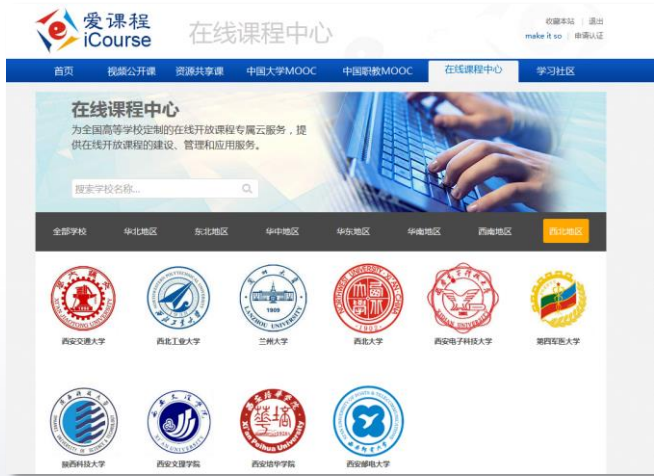 爱课程
iCourse
在线课程中心
收藏本站 | 退出
make it so | 申请认证
首页 视频公开课 资源共享课 中国大学MOOC 中国职教MOOC 在线课程中心 学习社区
在线课程中心
为全国高等学校定制的在线开放课程专属云服务，提
供在线开放课程的建设、管理和应用服务。
搜索学校名称...
全部学校 华北地区 东北地区 华中地区 华东地区 华南地区 西南地区 西北地区
1909
LANZHOU UNIVERSITY
·1902·
西安交通大学 西北工业大学 兰州大学 西北大学 西安电子科技大学 第四军医大学
Xi'an Peihua University
陕西科技大学 西安文理学院 西安培华学院 西安邮电大学